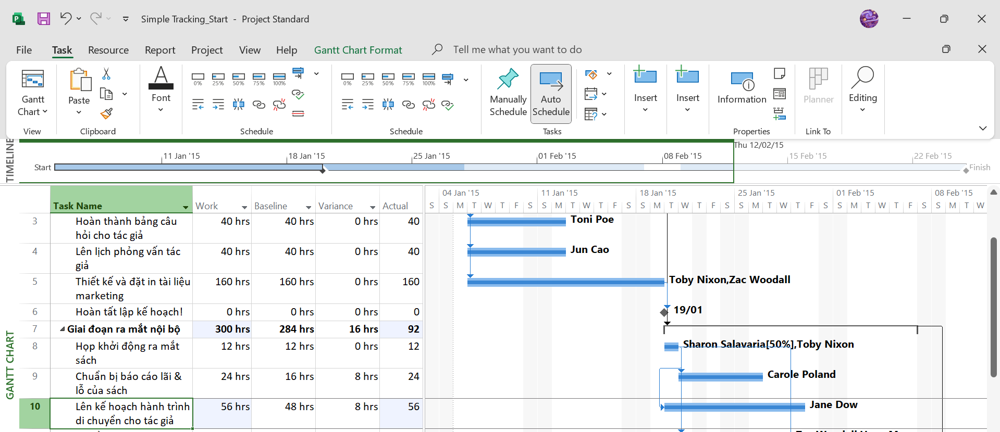 Simple Tracking_Start - Project Standard
File Task Resource Report Project View Help Gantt Chart Format Tell me what you want to do
Gantt Chart
View
Paste
Clipboard
Font
0% 25% 50% 75% 100%
Schedule
0% 25% 50% 75% 100%
Schedule
Manually Schedule
Auto Schedule
Tasks
Insert
Insert
Information
Properties
Planner
Link To
Editing
TIMELINE
Thu 12/02/15
11 Jan '15 18 Jan '15 25 Jan '15 01 Feb '15 08 Feb '15 15 Feb '15 22 Feb '15
Start Finish
GANTT CHART
Task Name Work Baseline Variance Actual
3 Hoàn thành bảng câu hỏi cho tác giả 40 hrs 40 hrs 0 hrs 40
4 Lên lịch phỏng vấn tác giả 40 hrs 40 hrs 0 hrs 40
5 Thiết kế và đặt in tài liệu marketing 160 hrs 160 hrs 0 hrs 160
6 Hoàn tất lập kế hoạch! 0 hrs 0 hrs 0 hrs 0
7 Giai đoạn ra mắt nội bộ 300 hrs 284 hrs 16 hrs 92
8 Họp khởi động ra mắt sách 12 hrs 12 hrs 0 hrs 12
9 Chuẩn bị báo cáo lãi & lỗ của sách 24 hrs 16 hrs 8 hrs 24
10 Lên kế hoạch hành trình di chuyển cho tác giả 56 hrs 48 hrs 8 hrs 56
04 Jan '15 11 Jan '15 18 Jan '15 25 Jan '15 01 Feb '15 08 Feb '15
S S M T W T F S S M T W T F S S M T W T F S S M T W T F S S M T W T F S S M T W
Toni Poe
Jun Cao
Toby Nixon,Zac Woodall
19/01
Sharon Salavaria[50%],Toby Nixon
Carole Poland
Jane Dow